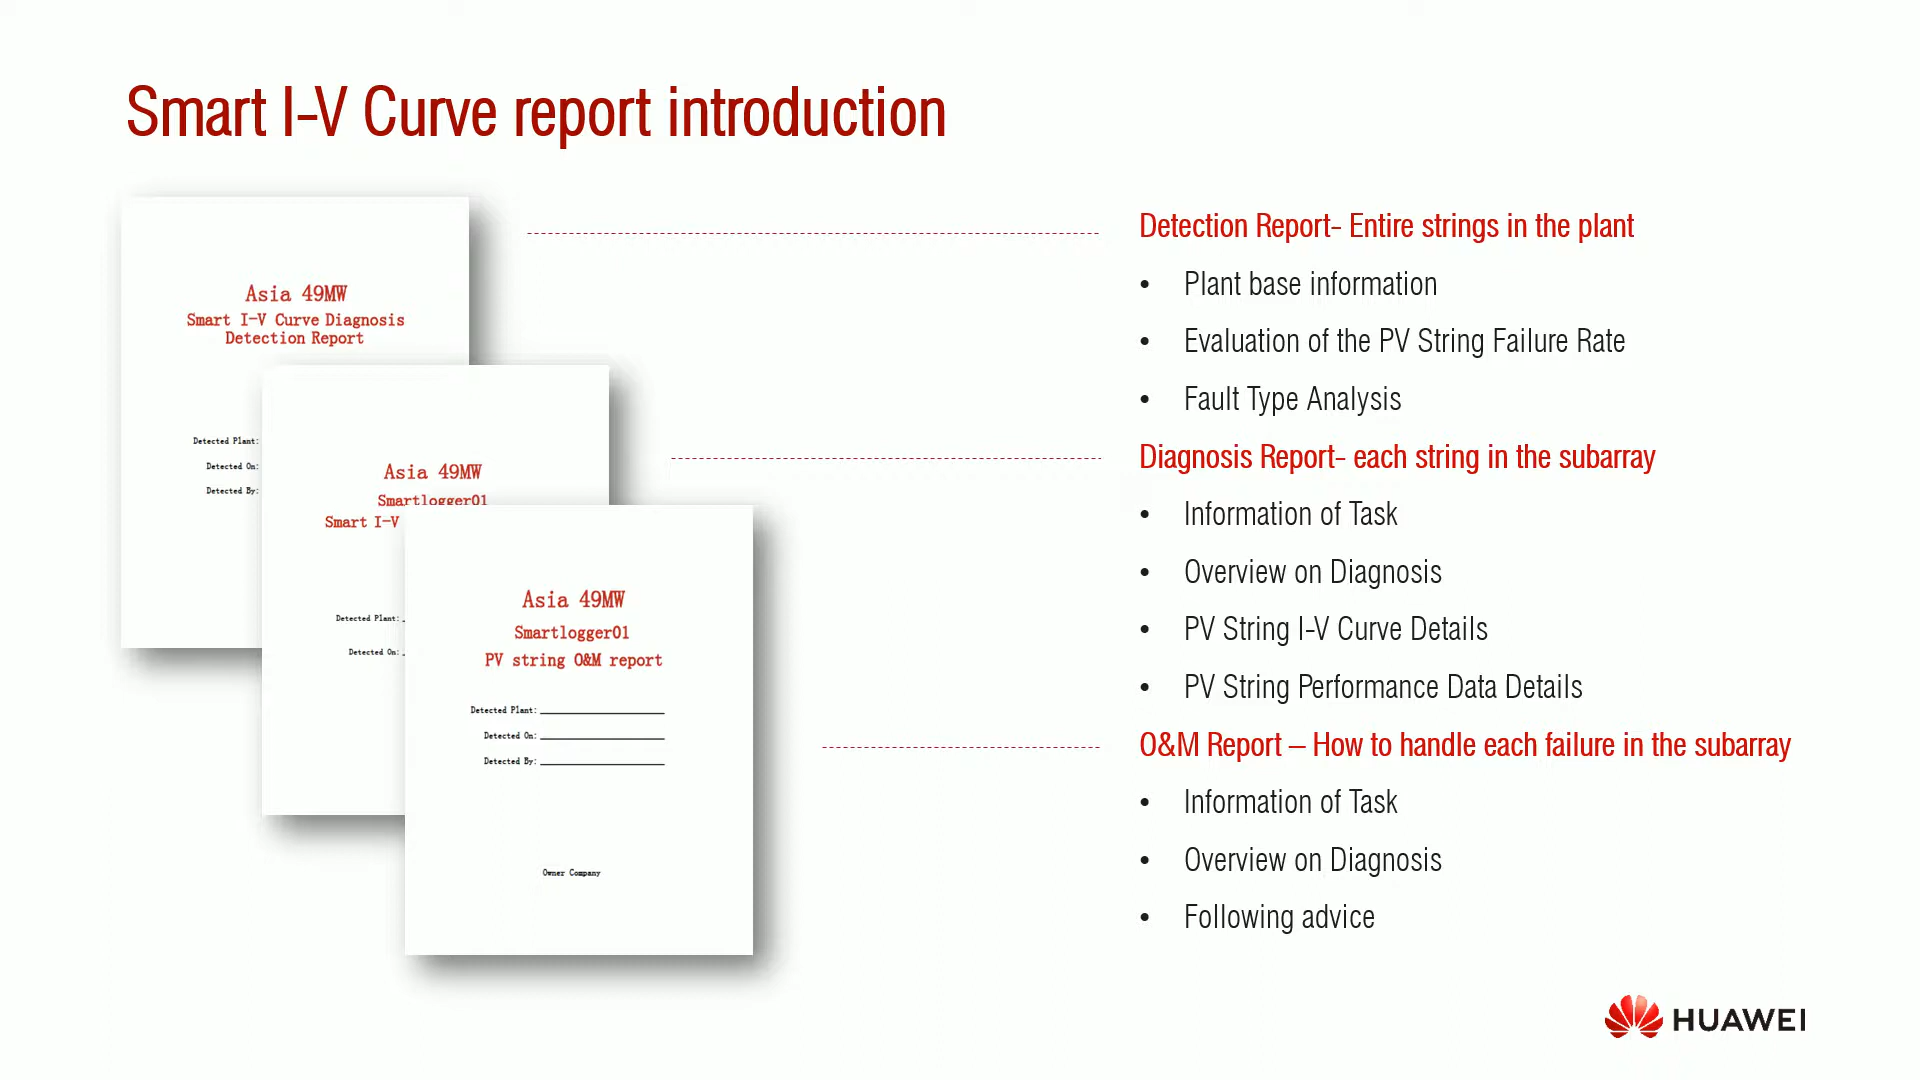 Smart I-V Curve report introduction
Asia 49MW
Smart I-V Curve Diagnosis
Detection Report
Detected Plant:
Detected On:
Detected By:
Asia 49MW
Smartlogger01
Smart I-V
Detected Plant:
Detected On:
Asia 49MW
Smartlogger01
PV string O&M report
Detected Plant:
Detected On:
Detected By:
Owner Company
Detection Report- Entire strings in the plant
• Plant base information
• Evaluation of the PV String Failure Rate
• Fault Type Analysis
Diagnosis Report- each string in the subarray
• Information of Task
• Overview on Diagnosis
• PV String I-V Curve Details
• PV String Performance Data Details
O&M Report – How to handle each failure in the subarray
• Information of Task
• Overview on Diagnosis
• Following advice
HUAWEI